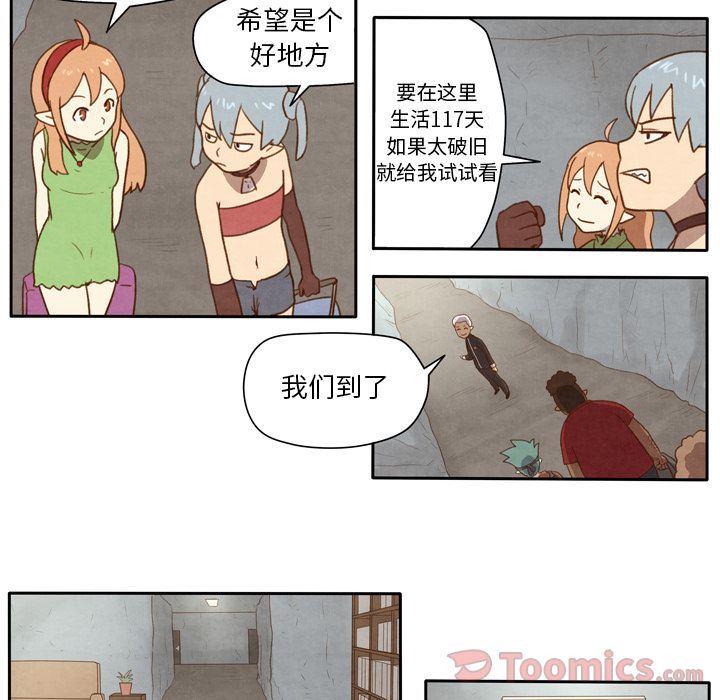 希望是个
好地方
要在这里
生活117天
如果太破旧
就给我试试看
我们到了
Toomics.com